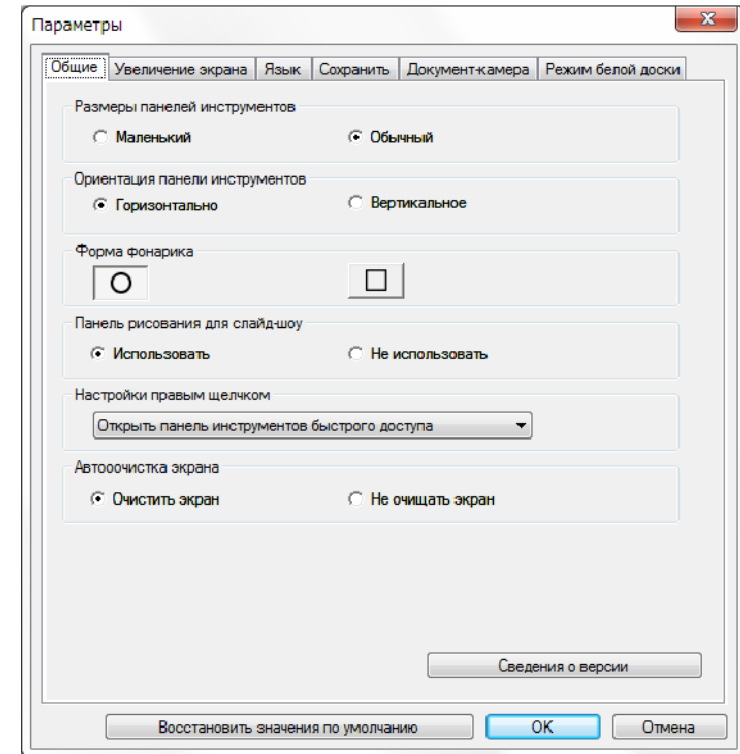 Параметры
Общие Увеличение экрана Язык Сохранить Документ-камера Режим белой доски
Размеры панелей инструментов
Маленький Обычный
Ориентация панели инструментов
Горизонтально Вертикальное
Форма фонарика
Панель рисования для слайд-шоу
Использовать Не использовать
Настройки правым щелчком
Открыть панель инструментов быстрого доступа
Автооочистка экрана
Очистить экран Не очищать экран
Сведения о версии
Восстановить значения по умолчанию OK Отмена